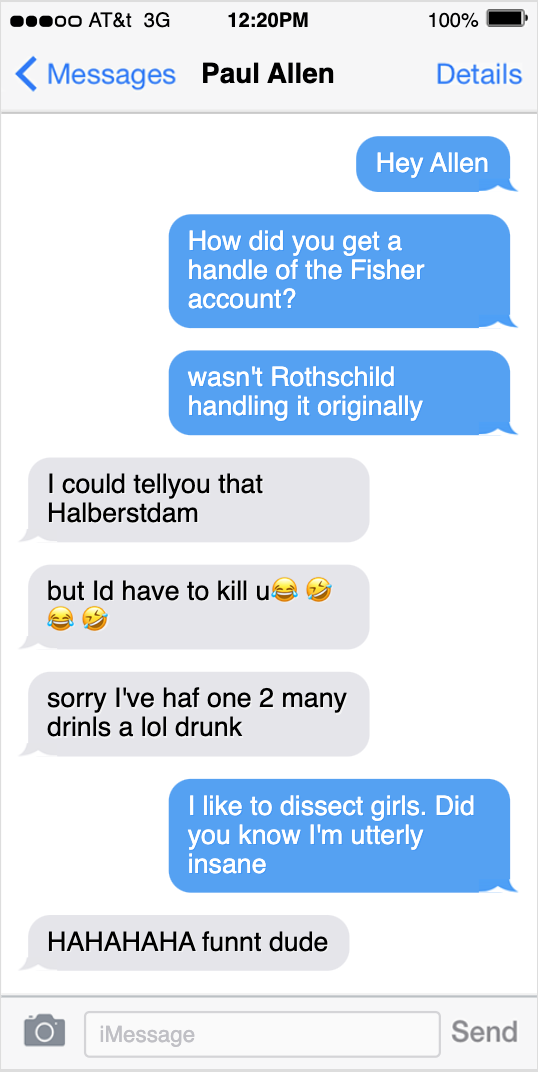 AT&t 3G 12:20PM 100%
Messages Paul Allen Details
Hey Allen
How did you get a
handle of the Fisher
account?
wasn't Rothschild
handling it originally
I could tellyou that
Halberstdam
but Id have to kill u😂 🤣
😂 🤣
sorry I've haf one 2 many
drinls a lol drunk
I like to dissect girls. Did
you know I'm utterly
insane
HAHAHAHA funnt dude
iMessage Send